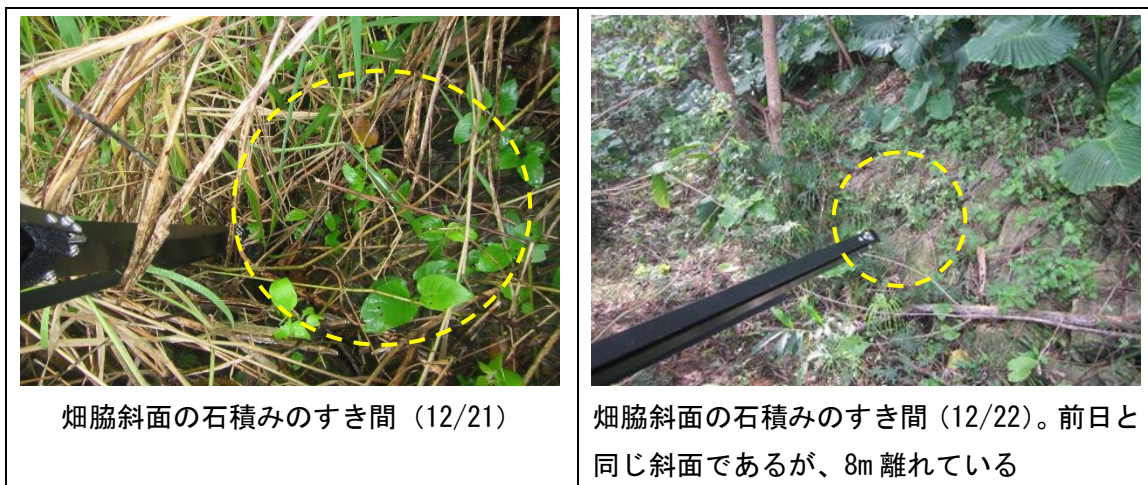 畑脇斜面の石積みのすき間（12/21）
畑脇斜面の石積みのすき間（12/22）。前日と
同じ斜面であるが、8m 離れている